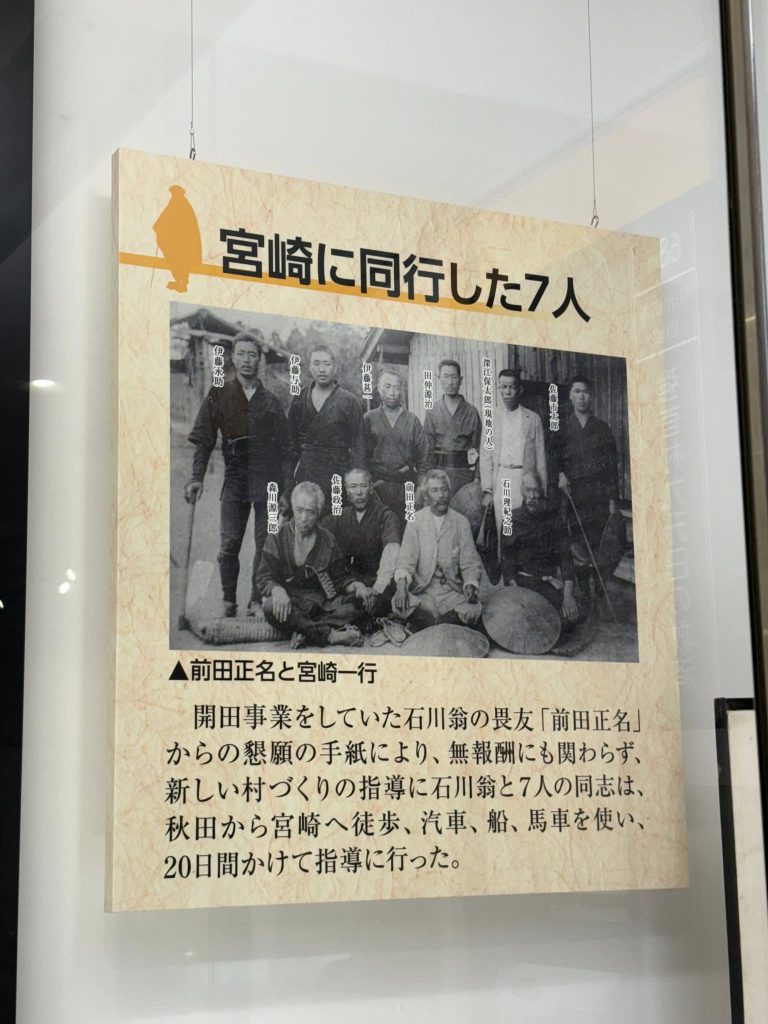 宮崎に同行した7人
伊藤永助
伊藤与助
伊藤甚一
田仲源治
深江保太郎(現地の人)
佐藤市太郎
森川源三郎
佐藤政治
前田正名
石川理紀之助
▲前田正名と宮崎一行
開田事業をしていた石川翁の畏友「前田正名」
からの懇願の手紙により、無報酬にも関わらず、
新しい村づくりの指導に石川翁と7人の同志は、
秋田から宮崎へ徒歩、汽車、船、馬車を使い、
20日間かけて指導に行った。